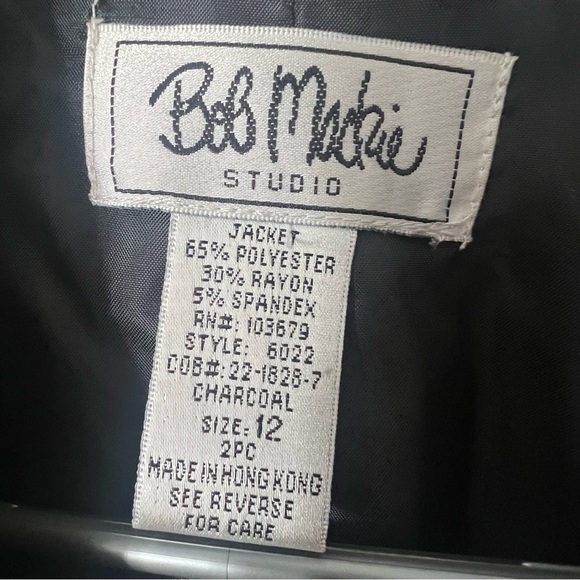 Bob Mackie
STUDIO
JACKET
65% POLYESTER
30% RAYON
5% SPANDEX
RN#: 103679
STYLE: 6022
COB#:22-1828-7
CHARCOAL
SIZE: 12
2PC
MADE IN HONG KONG
SEE REVERSE
FOR CARE